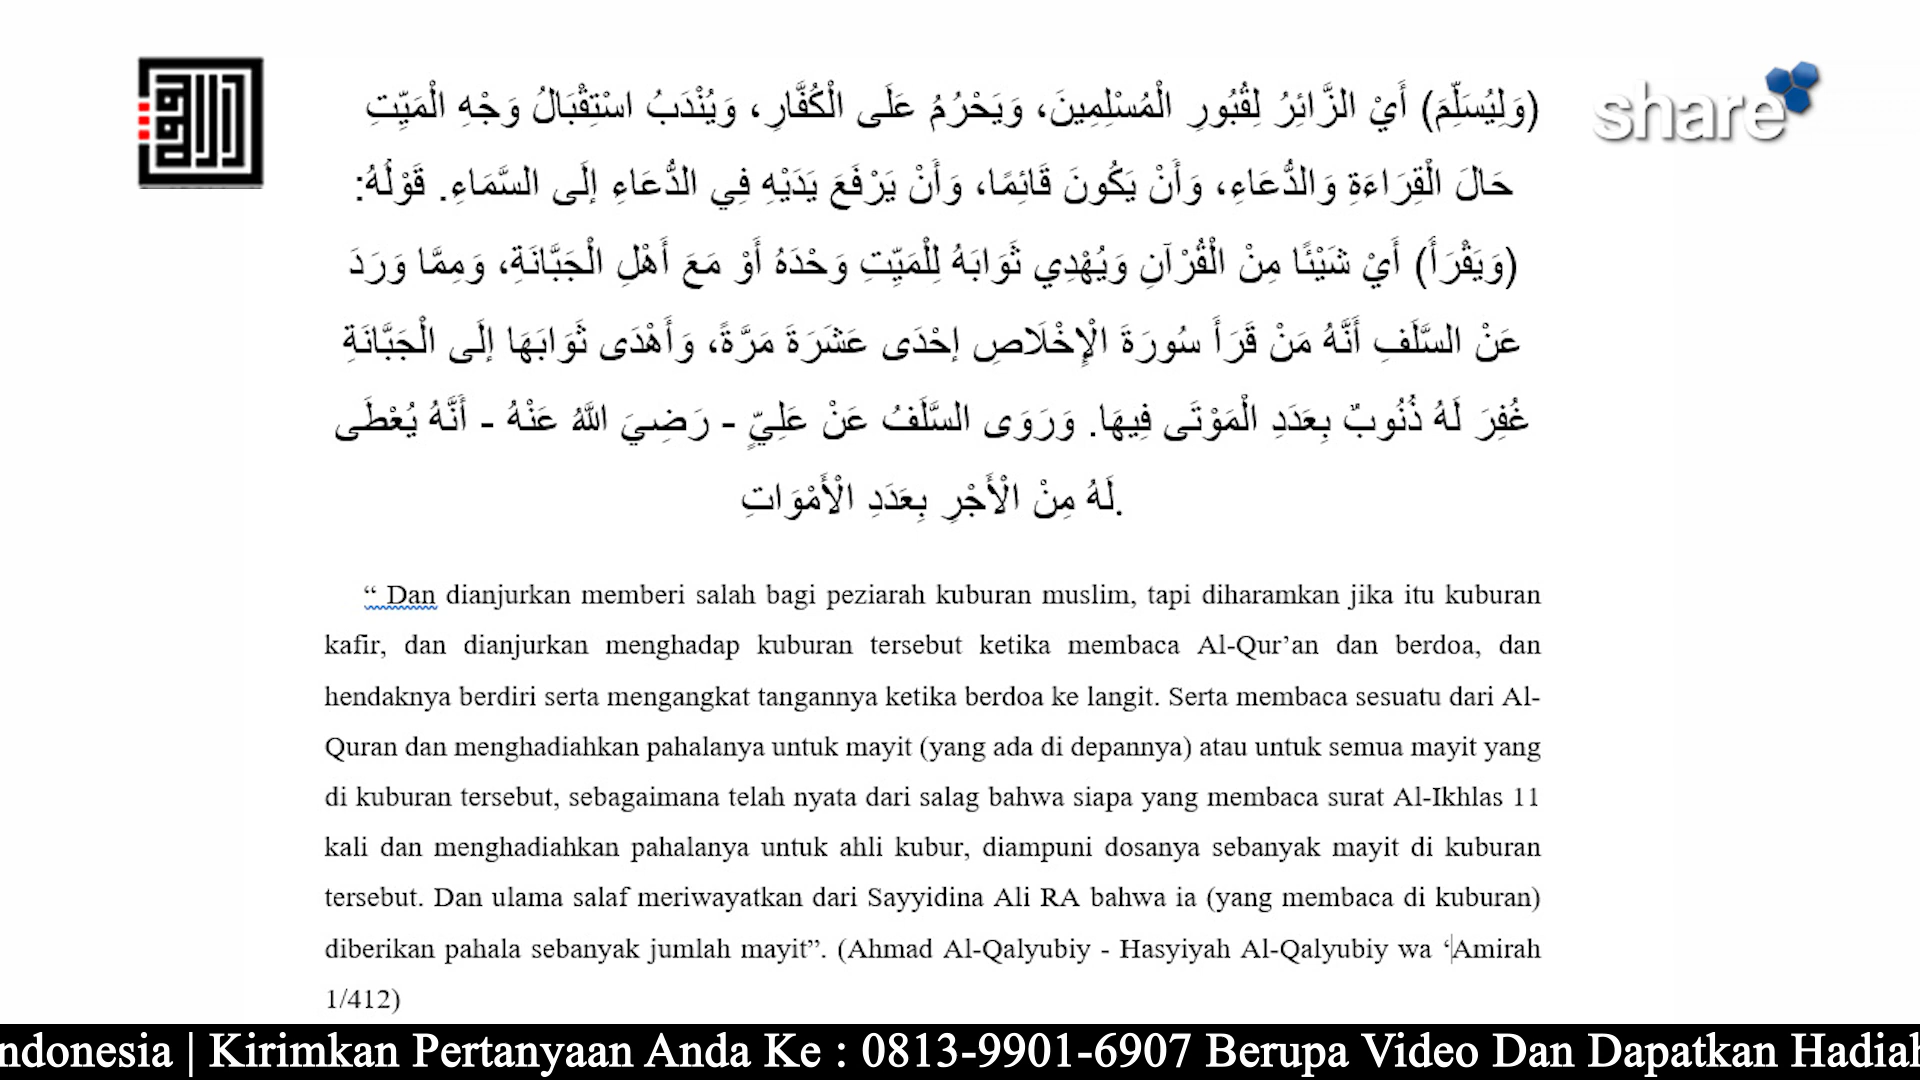 share
(وَلِيُسَلِّمَ) أَيْ الزَّائِرُ لِقُبُورِ الْمُسْلِمِينَ، وَيَحْرُمُ عَلَى الْكُفَّارِ، وَيُنْدَبُ اسْتِقْبَالُ وَجْهِ الْمَيِّتِ
حَالَ الْقِرَاءَةِ وَالدُّعَاءِ، وَأَنْ يَكُونَ قَائِمًا، وَأَنْ يَرْفَعَ يَدَيْهِ فِي الدُّعَاءِ إلَى السَّمَاءِ. قَوْلُهُ:
(وَيَقْرَأَ) أَيْ شَيْئًا مِنْ الْقُرْآنِ وَيُهْدِي ثَوَابَهُ لِلْمَيِّتِ وَحْدَهُ أَوْ مَعَ أَهْلِ الْجَبَّانَةِ، وَمِمَّا وَرَدَ
عَنْ السَّلَفِ أَنَّهُ مَنْ قَرَأَ سُورَةَ الْإِخْلَاصِ إحْدَى عَشَرَةَ مَرَّةً، وَأَهْدَى ثَوَابَهَا إلَى الْجَبَّانَةِ
غُفِرَ لَهُ ذُنُوبٌ بِعَدَدِ الْمَوْتَى فِيهَا. وَرَوَى السَّلَفُ عَنْ عَلِيٍّ - رَضِيَ اللَّهُ عَنْهُ - أَنَّهُ يُعْطَى
لَهُ مِنْ الْأَجْرِ بِعَدَدِ الْأَمْوَاتِ.
“ Dan dianjurkan memberi salah bagi peziarah kuburan muslim, tapi diharamkan jika itu kuburan
kafir, dan dianjurkan menghadap kuburan tersebut ketika membaca Al-Qur’an dan berdoa, dan
hendaknya berdiri serta mengangkat tangannya ketika berdoa ke langit. Serta membaca sesuatu dari Al-
Quran dan menghadiahkan pahalanya untuk mayit (yang ada di depannya) atau untuk semua mayit yang
di kuburan tersebut, sebagaimana telah nyata dari salag bahwa siapa yang membaca surat Al-Ikhlas 11
kali dan menghadiahkan pahalanya untuk ahli kubur, diampuni dosanya sebanyak mayit di kuburan
tersebut. Dan ulama salaf meriwayatkan dari Sayyidina Ali RA bahwa ia (yang membaca di kuburan)
diberikan pahala sebanyak jumlah mayit”. (Ahmad Al-Qalyubiy - Hasyiyah Al-Qalyubiy wa ‘Amirah
1/412)
ndonesia | Kirimkan Pertanyaan Anda Ke : 0813-9901-6907 Berupa Video Dan Dapatkan Hadiah